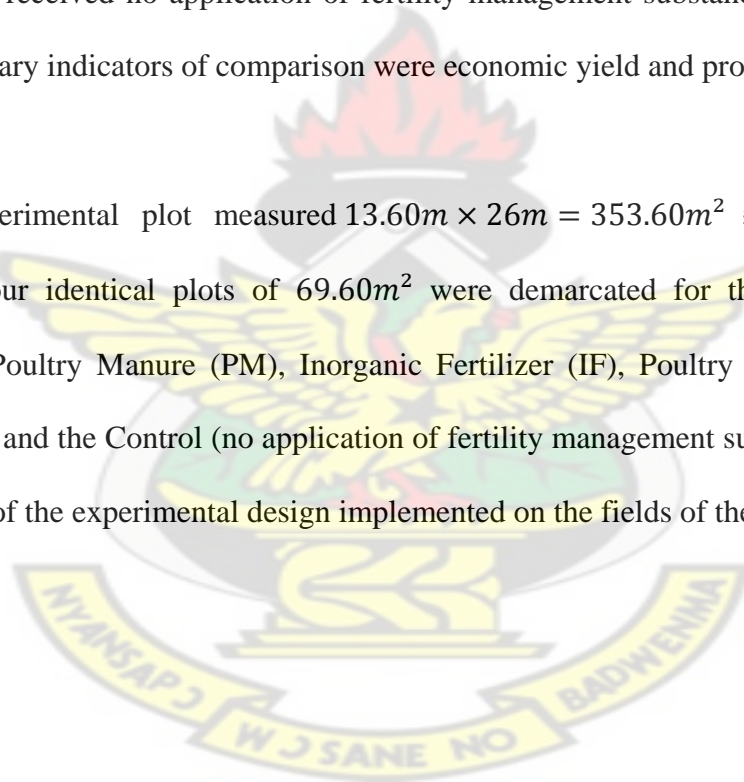 received no application of fertility management substan
ary indicators of comparison were economic yield and pro
erimental plot measured 13.60m × 26m = 353.60m²
ur identical plots of 69.60m² were demarcated for th
Poultry Manure (PM), Inorganic Fertilizer (IF), Poultry
and the Control (no application of fertility management su
of the experimental design implemented on the fields of the
NYANSAPƆ WƆ SANE NO BADWENMA